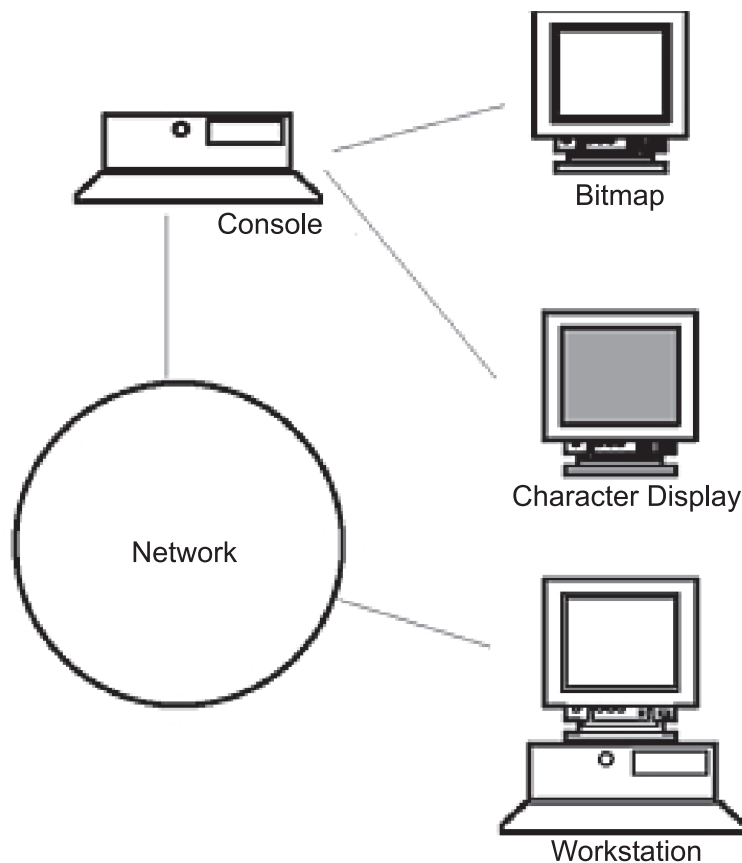 Bitmap
Console
Character Display
Network
Workstation